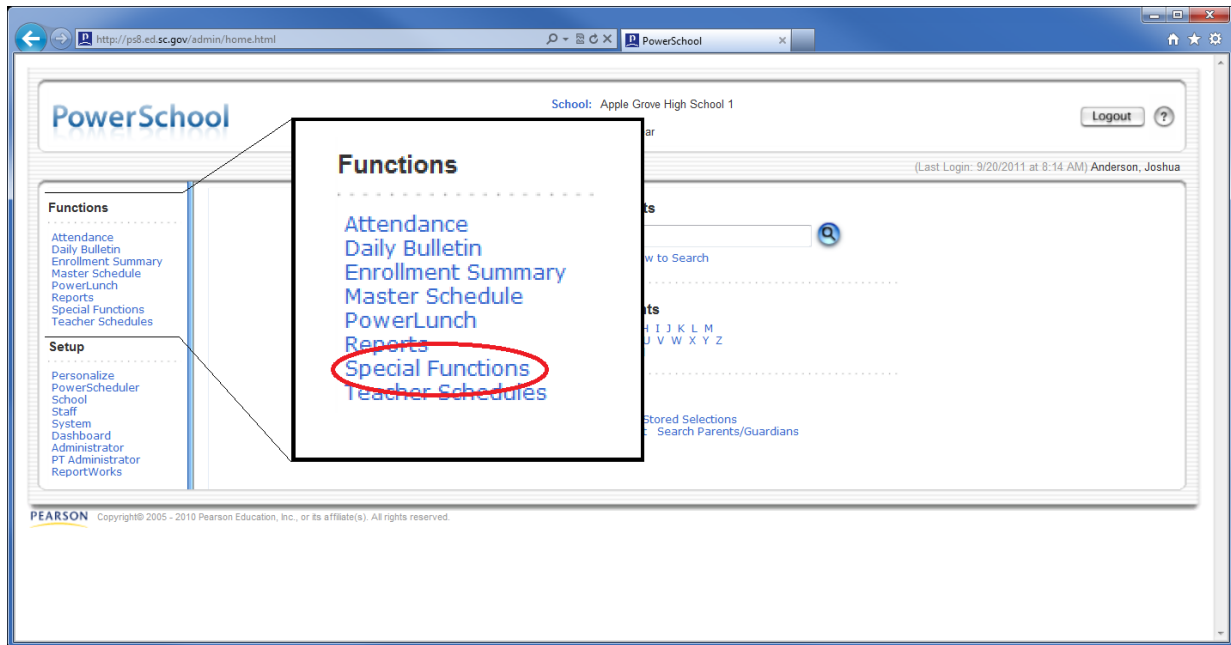 http://ps8.ed.sc.gov/admin/home.html
PowerSchool
PowerSchool
School: Apple Grove High School 1
Logout
?
(Last Login: 9/20/2011 at 8:14 AM) Anderson, Joshua
Functions
Attendance
Daily Bulletin
Enrollment Summary
Master Schedule
PowerLunch
Reports
Special Functions
Teacher Schedules
Setup
Personalize
PowerScheduler
School
Staff
System
Dashboard
Administrator
PT Administrator
ReportWorks
Functions
Attendance
Daily Bulletin
Enrollment Summary
Master Schedule
PowerLunch
Reports
Special Functions
Teacher Schedules
to Search
I J K L M
U V W X Y Z
Stored Selections
Search Parents/Guardians
PEARSON Copyright© 2005 - 2010 Pearson Education, Inc., or its affiliate(s). All rights reserved.